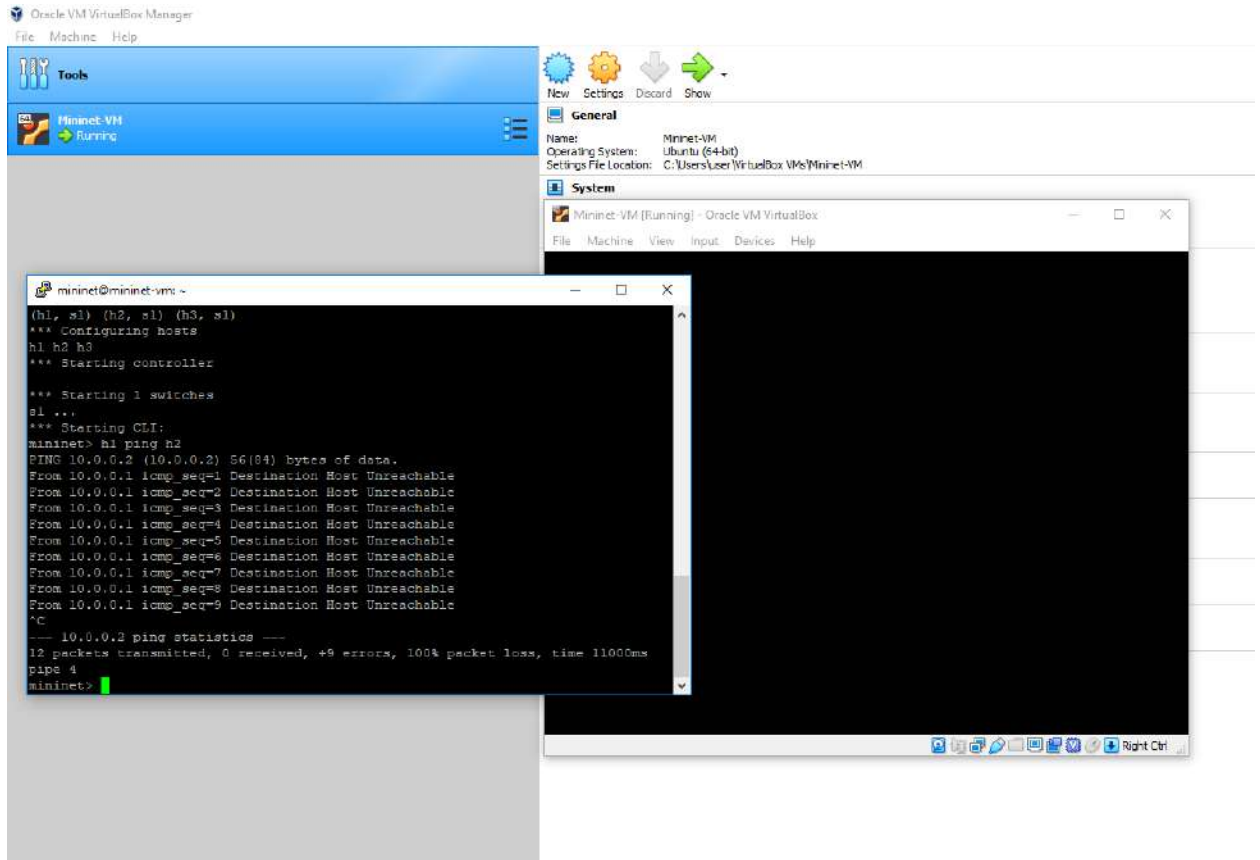 Oracle VM VirtualBox Manager
File Machine Help
Tools
Mininet-VM
Running
New Settings Discard Show
General
Name: Mininet-VM
Operating System: Ubuntu (64-bit)
Settings File Location: C:\Users\user\VirtualBox VMs\Mininet-VM
System
Mininet-VM [Running] - Oracle VM VirtualBox
File Machine View Input Devices Help
mininet@mininet-vm: ~
(h1, s1) (h2, s1) (h3, s1)
*** Configuring hosts
h1 h2 h3
*** Starting controller
*** Starting 1 switches
s1 ...
*** Starting CLI:
mininet> h1 ping h2
PING 10.0.0.2 (10.0.0.2) 56(84) bytes of data.
From 10.0.0.1 icmp_seq=1 Destination Host Unreachable
From 10.0.0.1 icmp_seq=2 Destination Host Unreachable
From 10.0.0.1 icmp_seq=3 Destination Host Unreachable
From 10.0.0.1 icmp_seq=4 Destination Host Unreachable
From 10.0.0.1 icmp_seq=5 Destination Host Unreachable
From 10.0.0.1 icmp_seq=6 Destination Host Unreachable
From 10.0.0.1 icmp_seq=7 Destination Host Unreachable
From 10.0.0.1 icmp_seq=8 Destination Host Unreachable
From 10.0.0.1 icmp_seq=9 Destination Host Unreachable
^C
--- 10.0.0.2 ping statistics ---
12 packets transmitted, 0 received, +9 errors, 100% packet loss, time 11000ms
pipe 4
mininet>
Right Ctrl